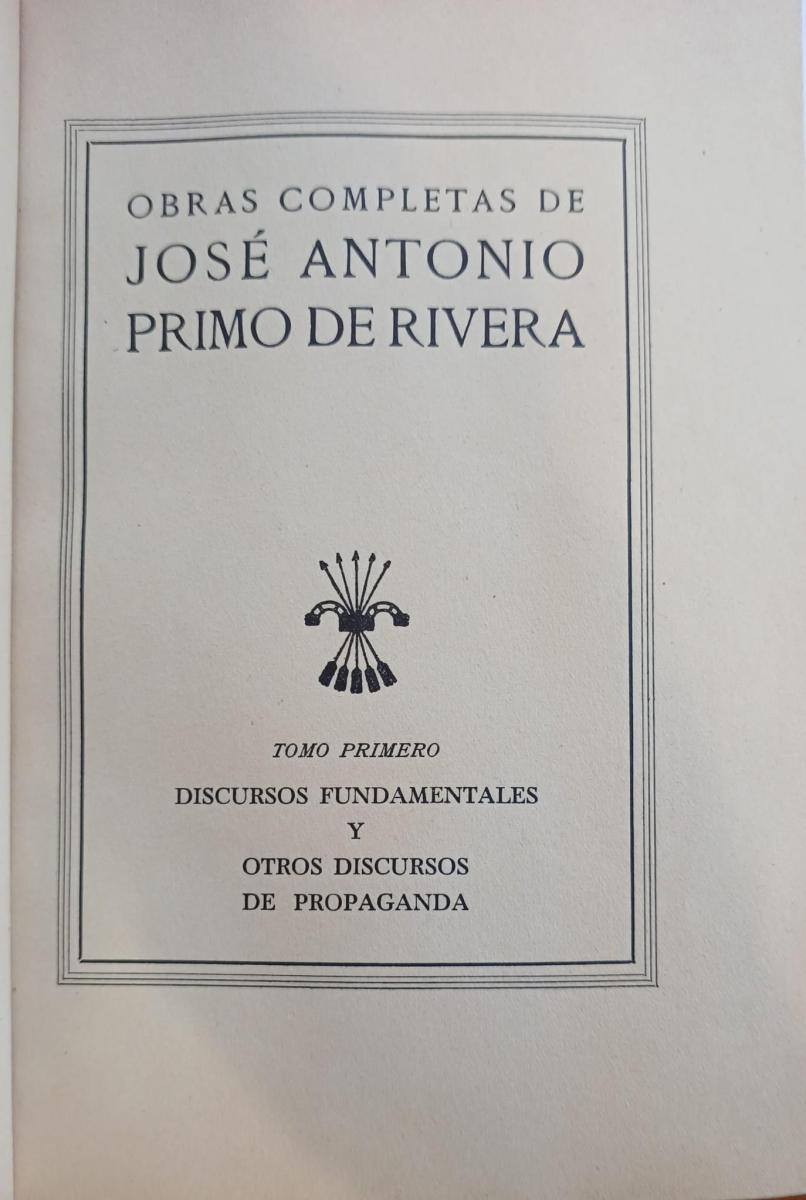 OBRAS COMPLETAS DE
JOSÉ ANTONIO
PRIMO DE RIVERA
TOMO PRIMERO
DISCURSOS FUNDAMENTALES
Y
OTROS DISCURSOS
DE PROPAGANDA